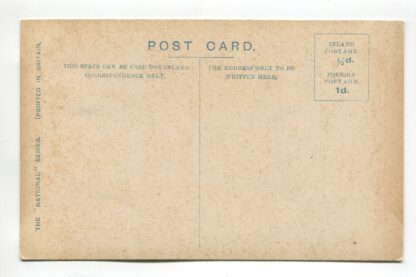 POST CARD.
THIS SPACE CAN BE USED FOR INLAND
CORRESPONDENCE ONLY.
THE ADDRESS ONLY TO BE
WRITTEN HERE.
INLAND
POSTAGE
½d.
FOREIGN
POSTAGE.
1d.
THE "NATIONAL" SERIES. (PRINTED IN BRITAIN.